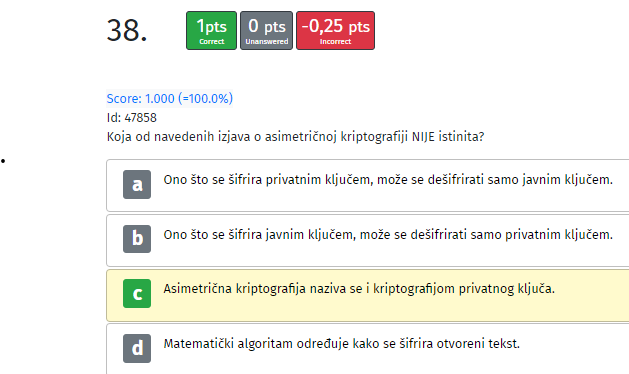 38.
1pts
Correct
0 pts
Unanswered
-0,25 pts
Incorrect
Score: 1.000 (=100.0%)
Id: 47858
Koja od navedenih izjava o asimetričnoj kriptografiji NIJE istinita?
a Ono što se šifrira privatnim ključem, može se dešifrirati samo javnim ključem.
b Ono što se šifrira javnim ključem, može se dešifrirati samo privatnim ključem.
c Asimetrična kriptografija naziva se i kriptografijom privatnog ključa.
d Matematički algoritam određuje kako se šifrira otvoreni tekst.